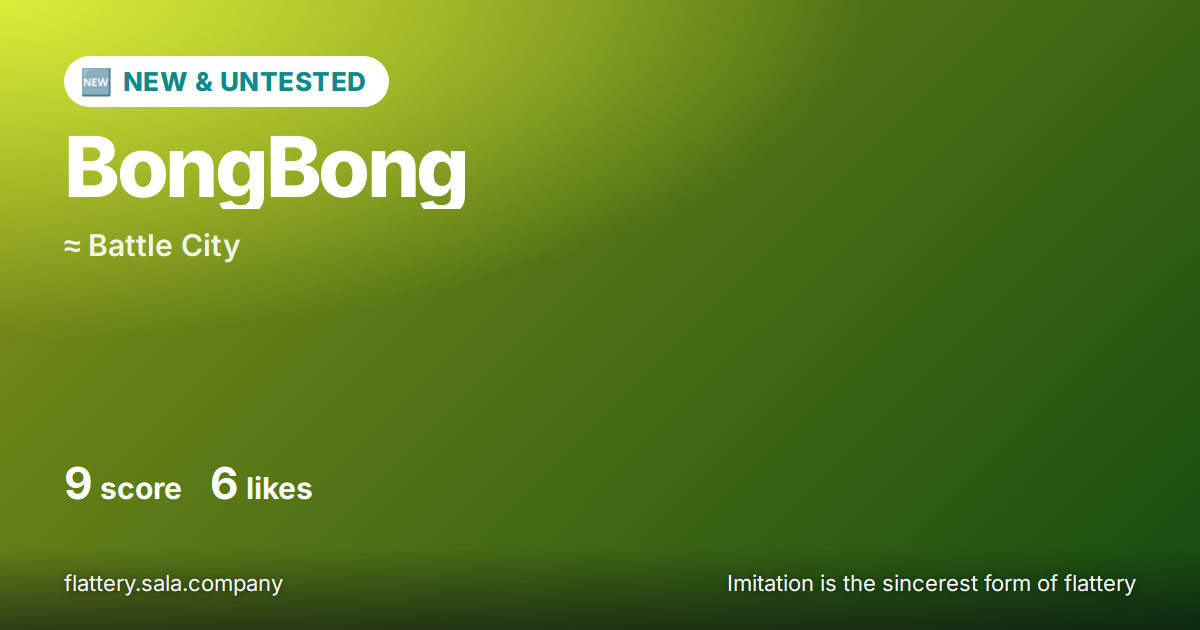 🆕 NEW & UNTESTED
BongBong
≈ Battle City
9 score 6 likes
flattery.sala.company
Imitation is the sincerest form of flattery